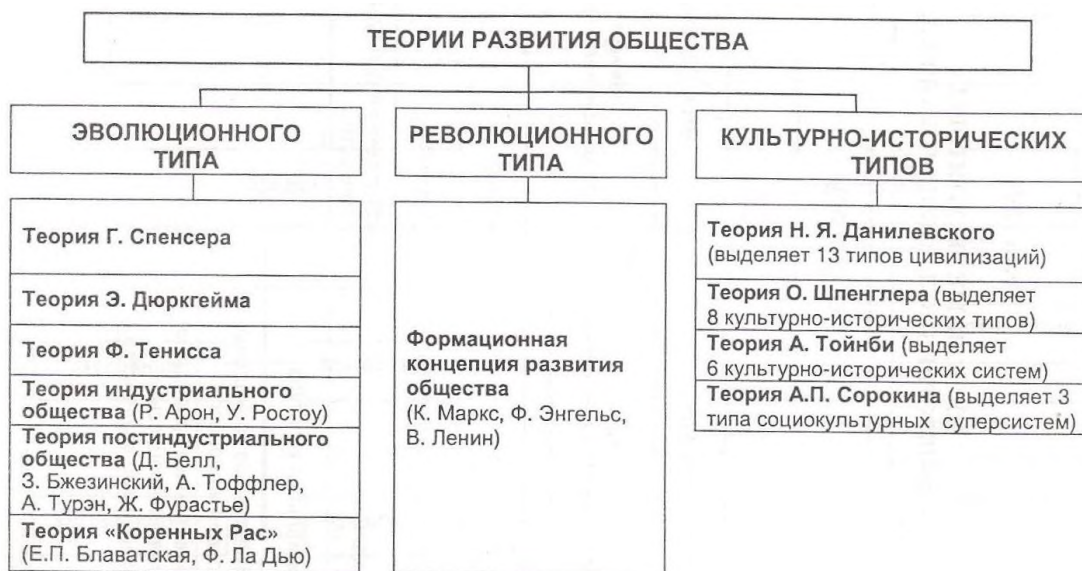 ТЕОРИИ РАЗВИТИЯ ОБЩЕСТВА
ЭВОЛЮЦИОННОГО
ТИПА
Теория Г. Спенсера
Теория Э. Дюркгейма
Теория Ф. Тенисса
Теория индустриального
общества (Р. Арон, У. Ростоу)
Теория постиндустриального
общества (Д. Белл,
З. Бжезинский, А. Тоффлер,
А. Турэн, Ж. Фурастье)
Теория «Коренных Рас»
(Е.П. Блаватская, Ф. Ла Дью)
РЕВОЛЮЦИОННОГО
ТИПА
Формационная
концепция развития
общества
(К. Маркс, Ф. Энгельс,
В. Ленин)
КУЛЬТУРНО-ИСТОРИЧЕСКИХ
ТИПОВ
Теория Н. Я. Данилевского
(выделяет 13 типов цивилизаций)
Теория О. Шпенглера (выделяет
8 культурно-исторических типов)
Теория А. Тойнби (выделяет
6 культурно-исторических систем)
Теория А.П. Сорокина (выделяет 3
типа социокультурных суперсистем)